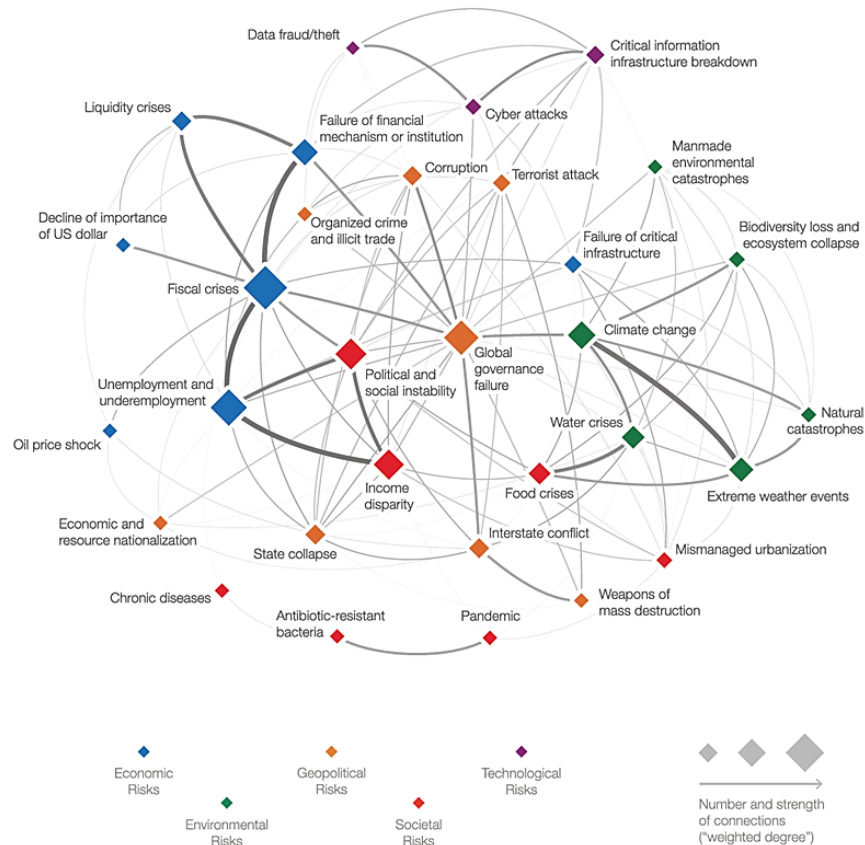 Data fraud/theft
Critical information
infrastructure breakdown
Liquidity crises
Failure of financial
mechanism or institution
Cyber attacks
Corruption
Terrorist attack
Manmade
environmental
catastrophes
Decline of importance
of US dollar
Organized crime
and illicit trade
Failure of critical
infrastructure
Biodiversity loss and
ecosystem collapse
Fiscal crises
Climate change
Global
governance
failure
Political and
social instability
Unemployment and
underemployment
Natural
catastrophes
Water crises
Oil price shock
Income
disparity
Food crises
Extreme weather events
Economic and
resource nationalization
State collapse
Interstate conflict
Mismanaged urbanization
Chronic diseases
Antibiotic-resistant
bacteria
Pandemic
Weapons of
mass destruction
Economic
Risks
Geopolitical
Risks
Technological
Risks
Environmental
Risks
Societal
Risks
Number and strength
of connections
(“weighted degree”)